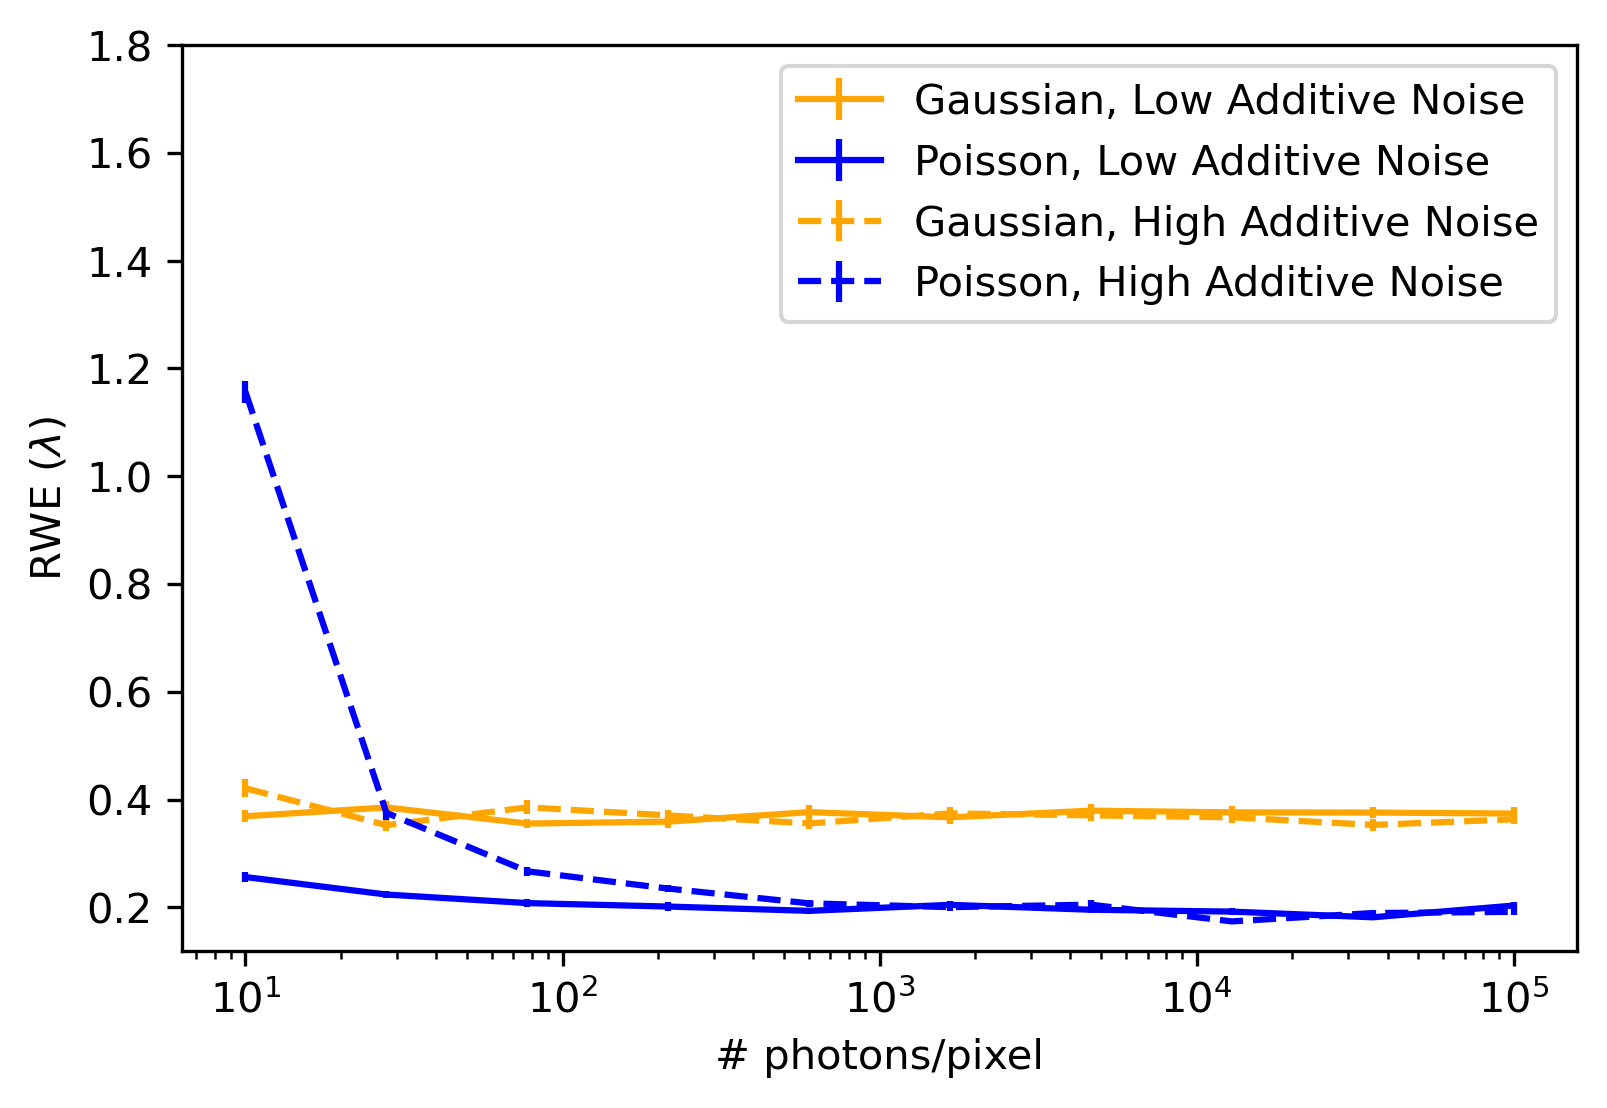 1.8
1.6
1.4
1.2
1.0
0.8
0.6
0.4
0.2
RWE (λ)
Gaussian, Low Additive Noise
Poisson, Low Additive Noise
Gaussian, High Additive Noise
Poisson, High Additive Noise
10¹ 10² 10³ 10⁴ 10⁵
# photons/pixel